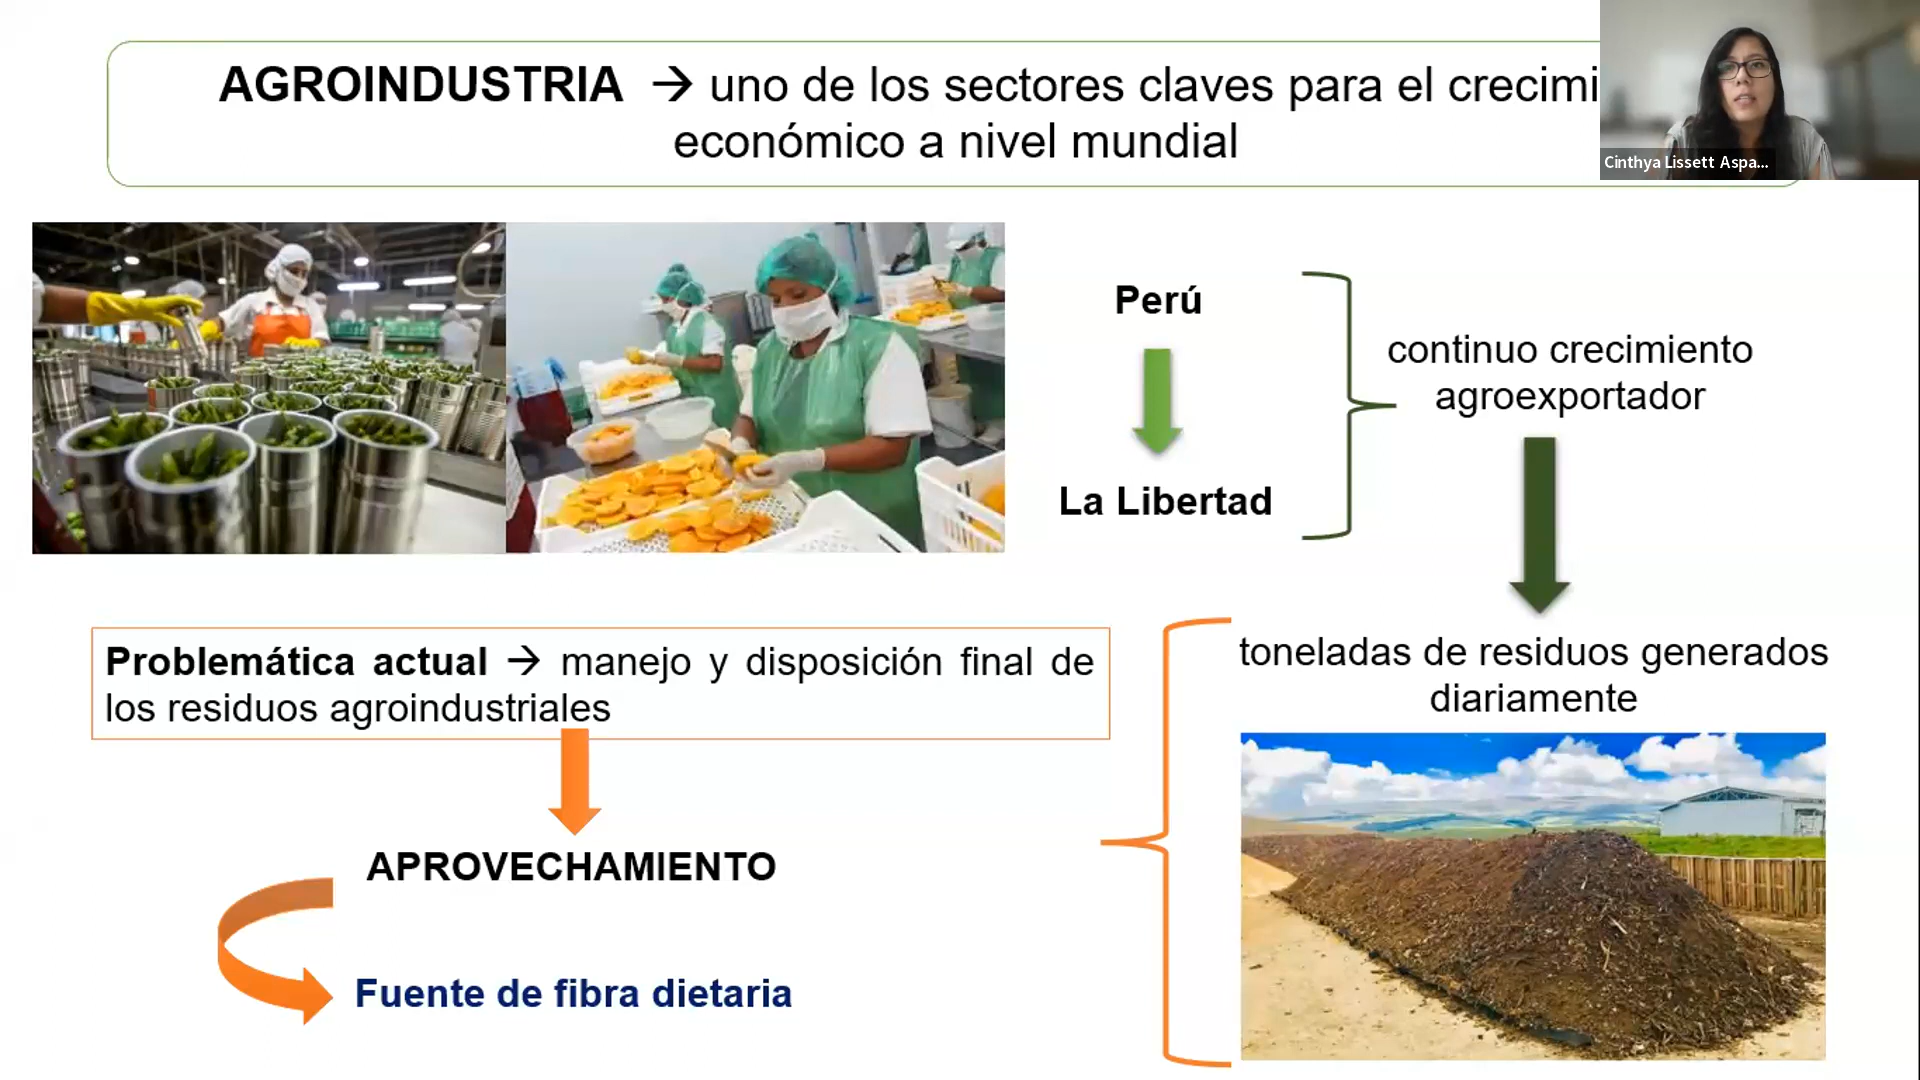 AGROINDUSTRIA → uno de los sectores claves para el crecimi
económico a nivel mundial
Cinthya Lissett Aspa...
Perú
La Libertad
continuo crecimiento
agroexportador
toneladas de residuos generados
diariamente
Problemática actual → manejo y disposición final de
los residuos agroindustriales
APROVECHAMIENTO
Fuente de fibra dietaria